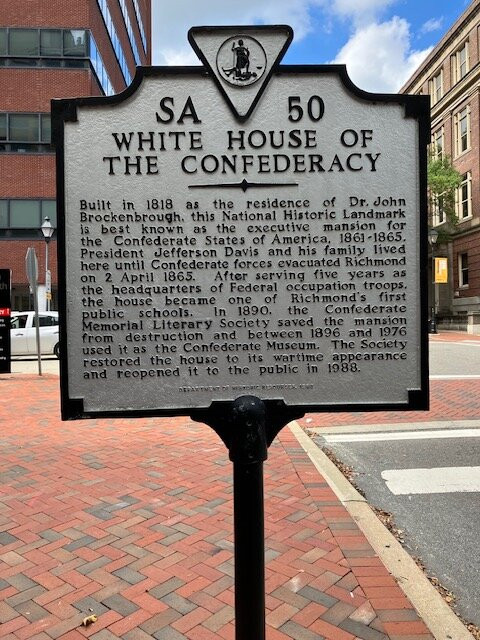 SA 50
WHITE HOUSE OF
THE CONFEDERACY
Built in 1818 as the residence of Dr. John
Brockenbrough, this National Historic Landmark
is best known as the executive mansion for
the Confederate States of America, 1861-1865.
President Jefferson Davis and his family lived
here until Confederate forces evacuated Richmond
on 2 April 1865. After serving five years as
the headquarters of Federal occupation troops,
the house became one of Richmond's first
public schools. In 1890, the Confederate
Memorial Literary Society saved the mansion
from destruction and between 1896 and 1976
used it as the Confederate Museum. The Society
restored the house to its wartime appearance
and reopened it to the public in 1988.
DEPARTMENT OF HISTORIC RESOURCES